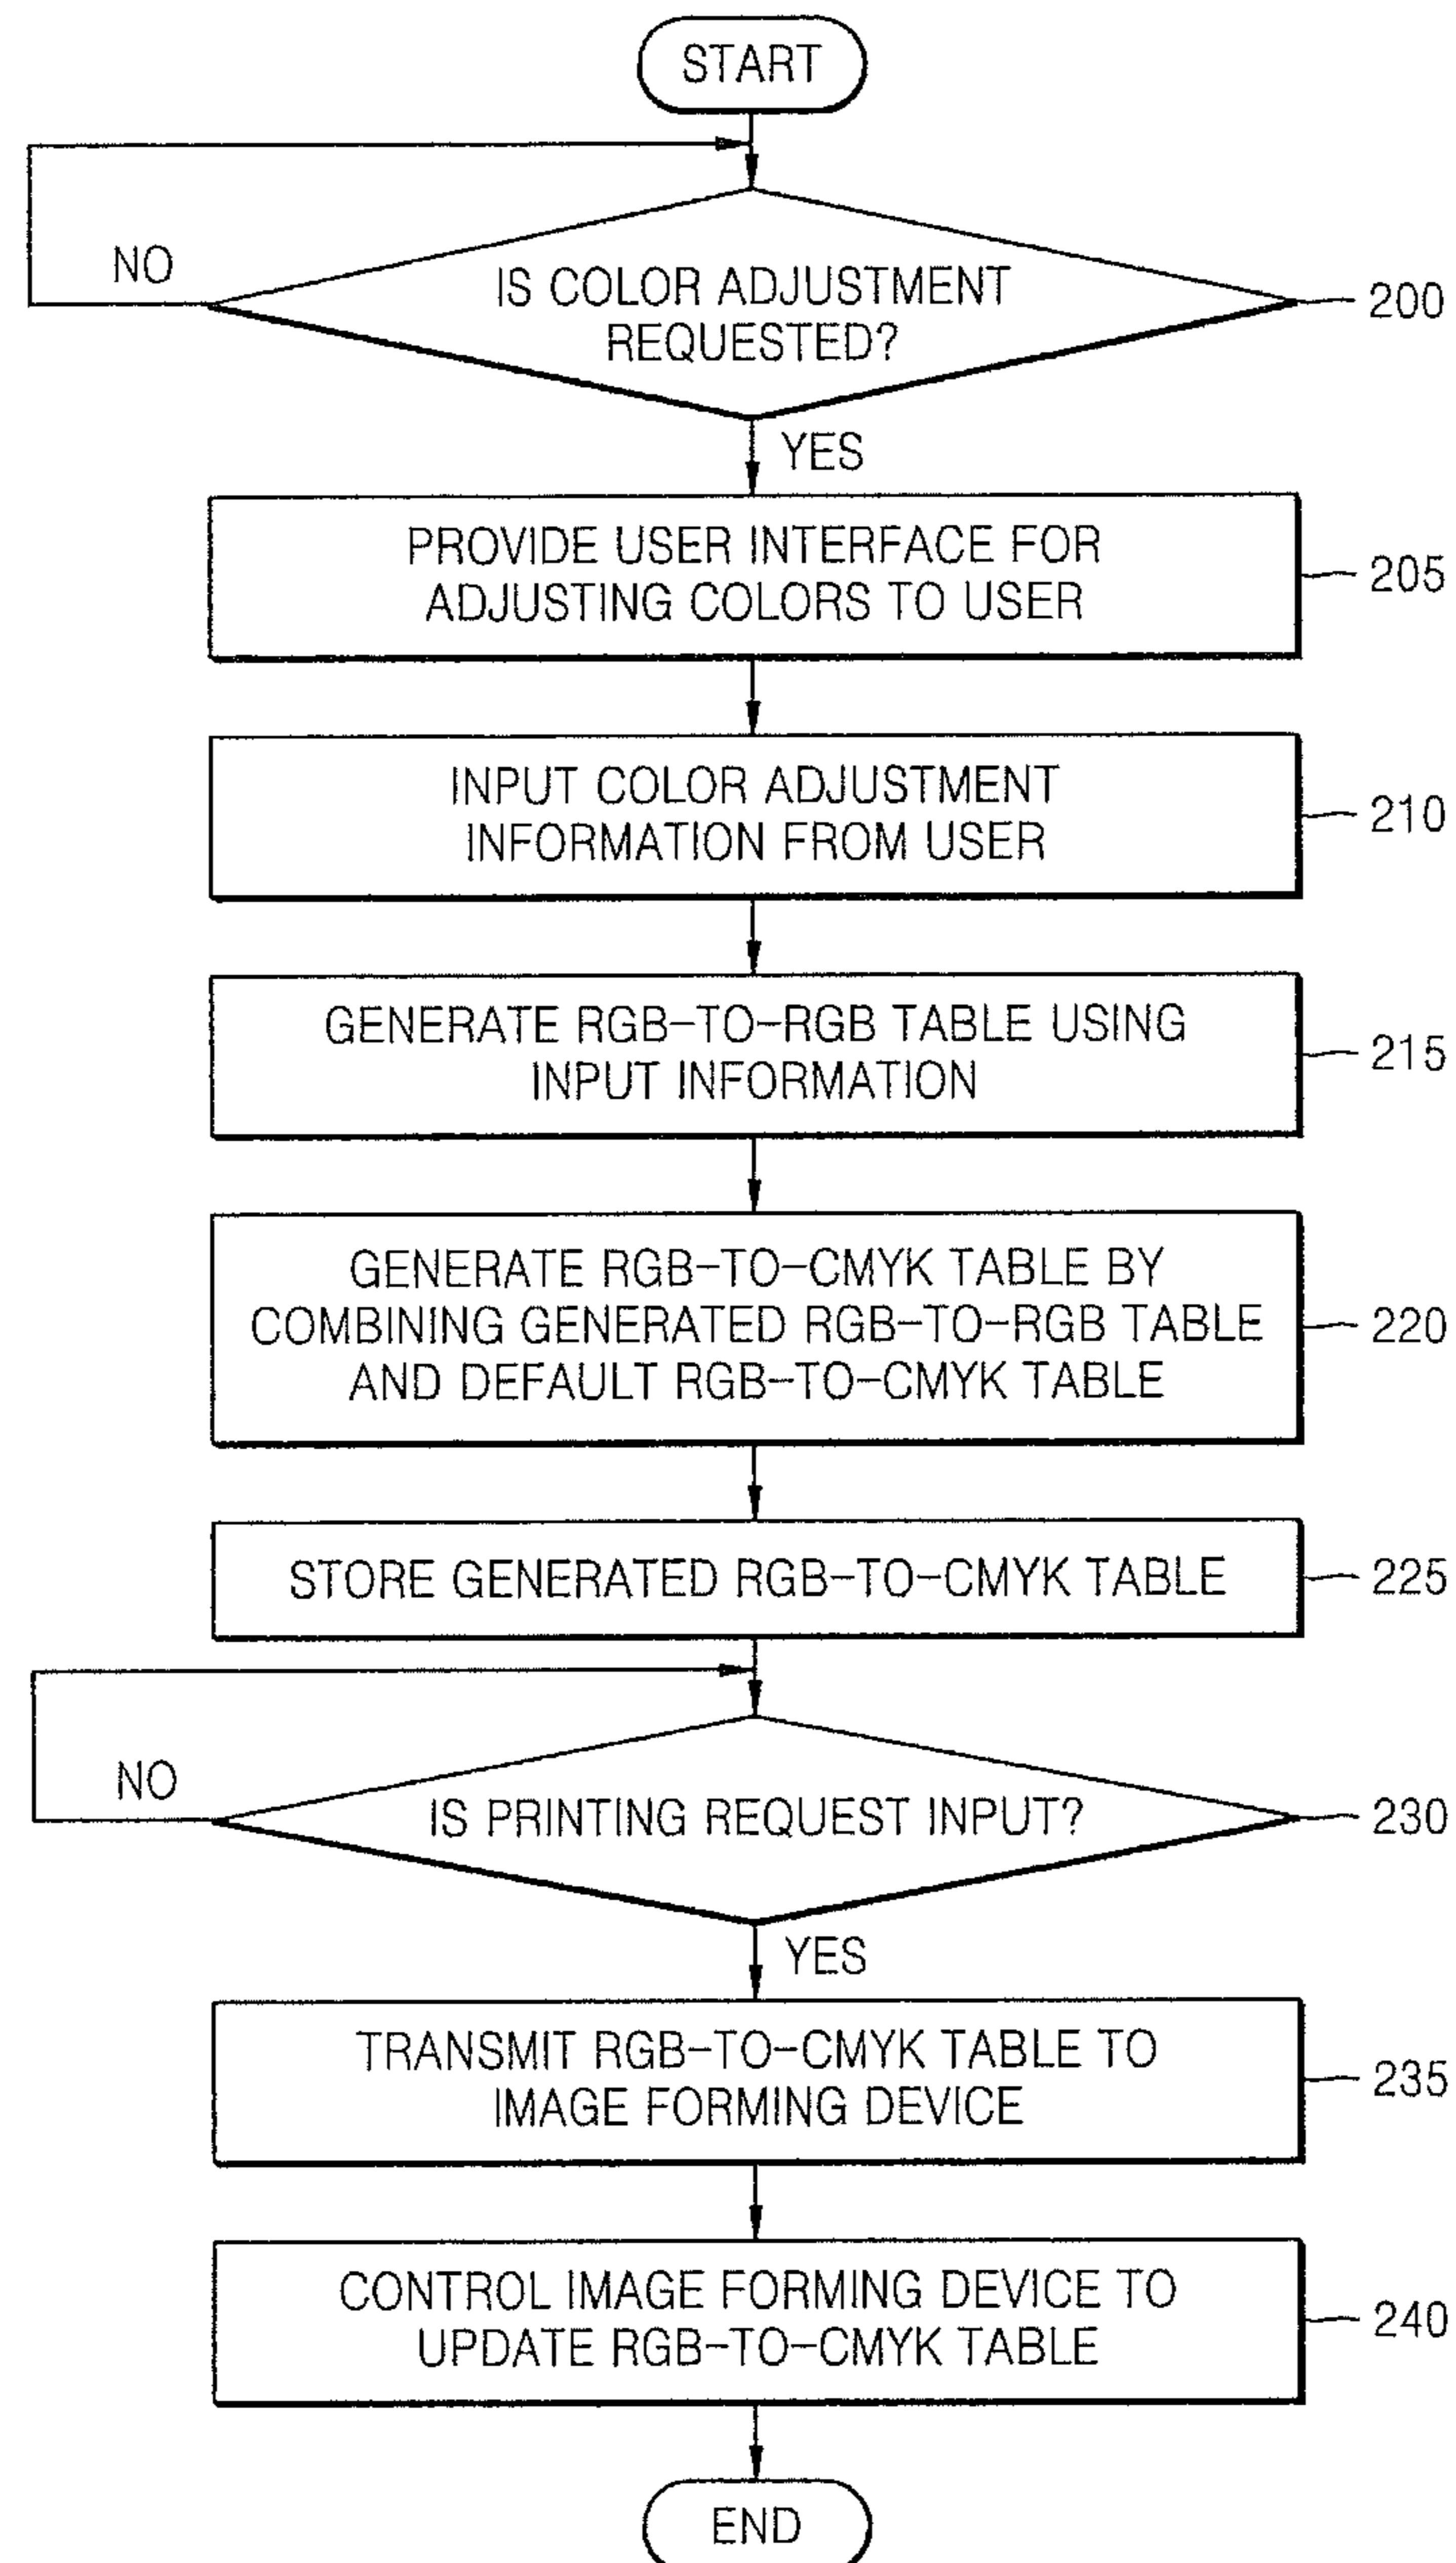 START
NO
IS COLOR ADJUSTMENT
REQUESTED?
200
YES
PROVIDE USER INTERFACE FOR
ADJUSTING COLORS TO USER
205
INPUT COLOR ADJUSTMENT
INFORMATION FROM USER
210
GENERATE RGB-TO-RGB TABLE USING
INPUT INFORMATION
215
GENERATE RGB-TO-CMYK TABLE BY
COMBINING GENERATED RGB-TO-RGB TABLE
AND DEFAULT RGB-TO-CMYK TABLE
220
STORE GENERATED RGB-TO-CMYK TABLE
225
NO
IS PRINTING REQUEST INPUT?
230
YES
TRANSMIT RGB-TO-CMYK TABLE TO
IMAGE FORMING DEVICE
235
CONTROL IMAGE FORMING DEVICE TO
UPDATE RGB-TO-CMYK TABLE
240
END